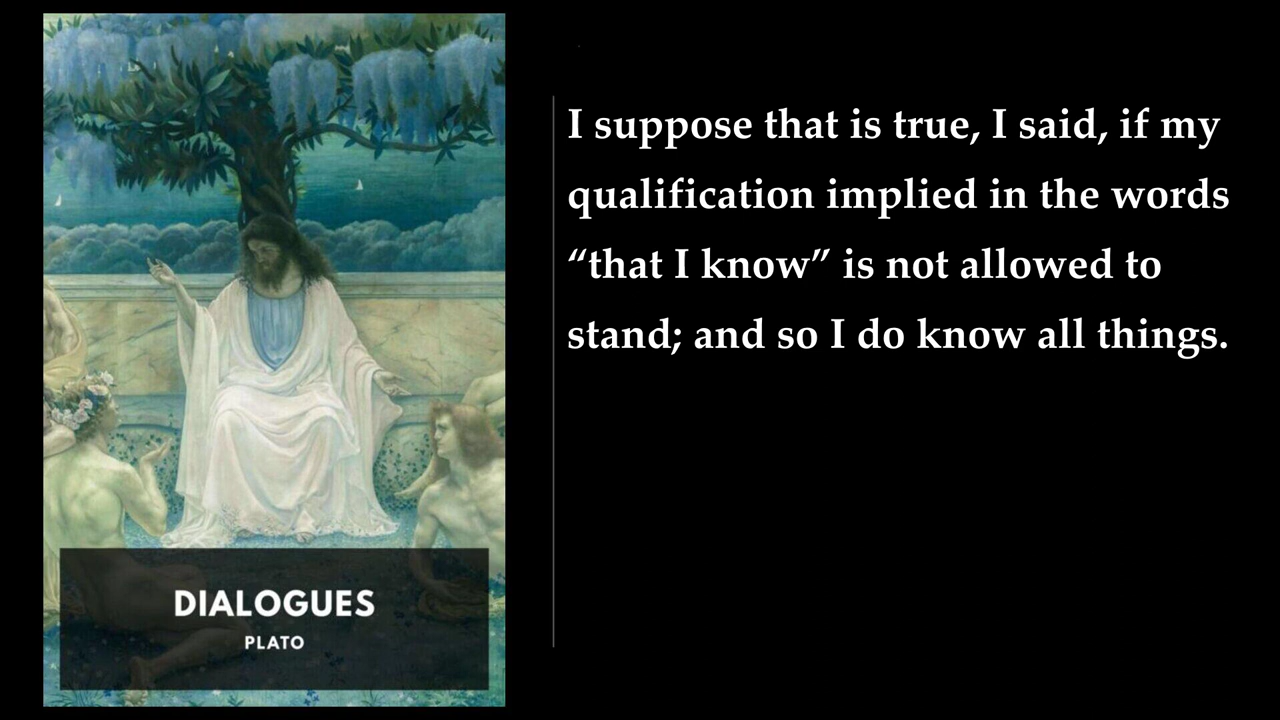 I suppose that is true, I said, if my
qualification implied in the words
“that I know” is not allowed to
stand; and so I do know all things.
DIALOGUES
PLATO